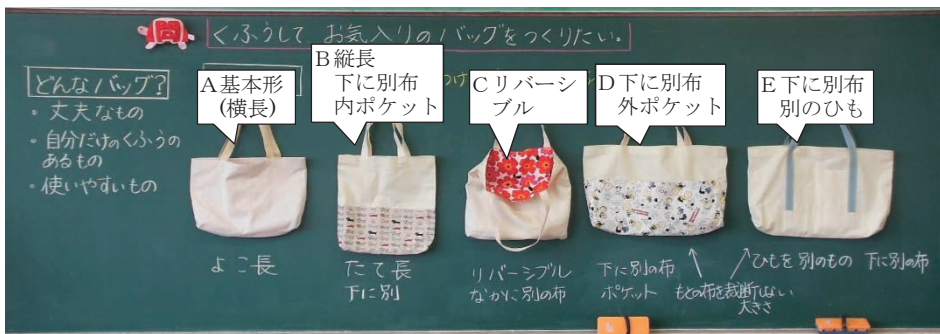 くふうして お気入りのバッグをつくりたい。
どんなバッグ?
・丈夫なもの
・自分だけのくふうの
あるもの
・使いやすいもの
A基本形
(横長)
B縦長
下に別布
内ポケット
Cリバーシ
ブル
D下に別布
外ポケット
E下に別布
別のひも
よこ長
たて長
下に別
リバーシブル
なかに別の布
下に別の布
ポケット
もとの布を裁断しない
大きさ
ひもを別のもの 下に別の布